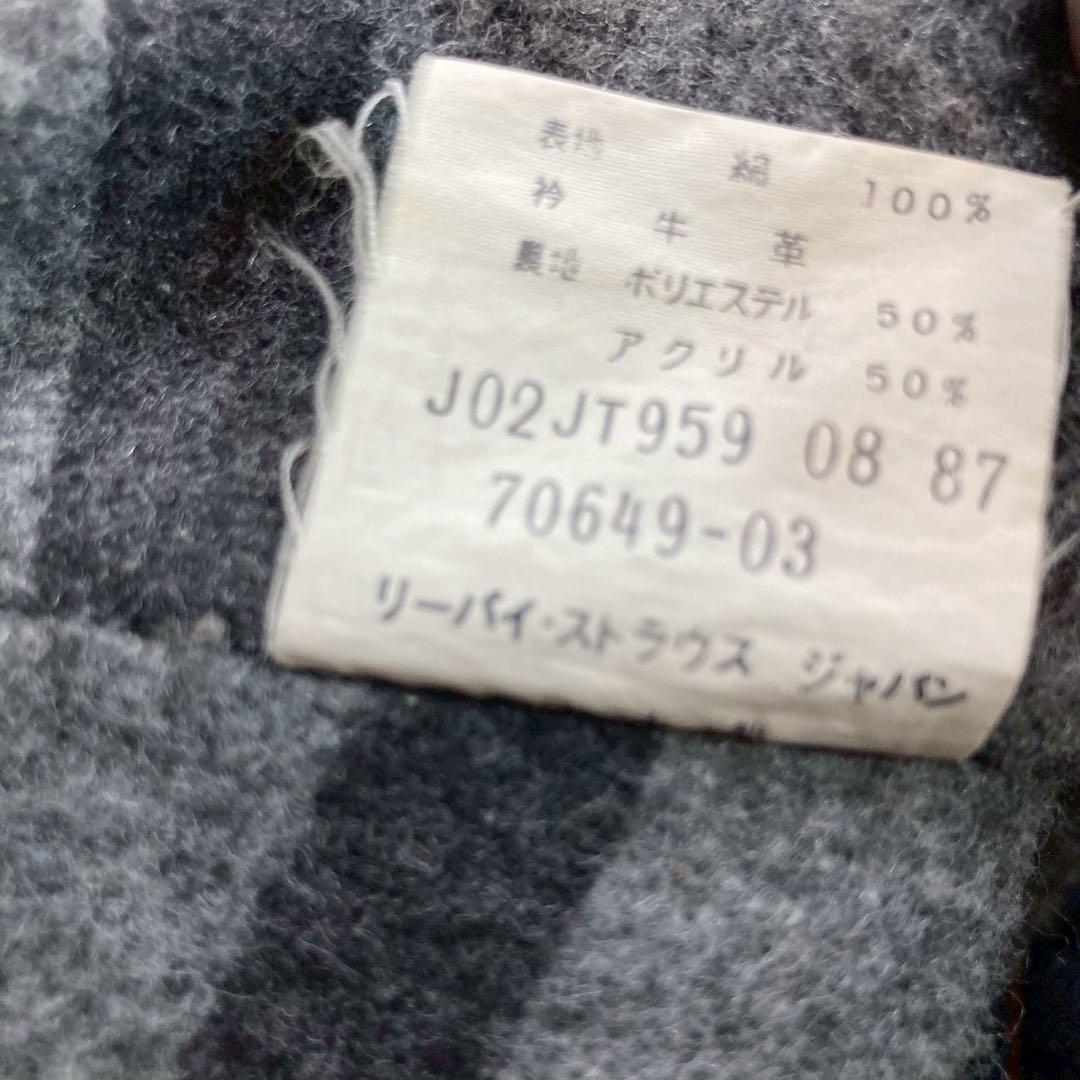 表地 綿 100%
衿 牛革
裏地 ポリエステル 50%
アクリル 50%
J02JT959 08 87
70649-03
リーバイ・ストラウス ジャパン